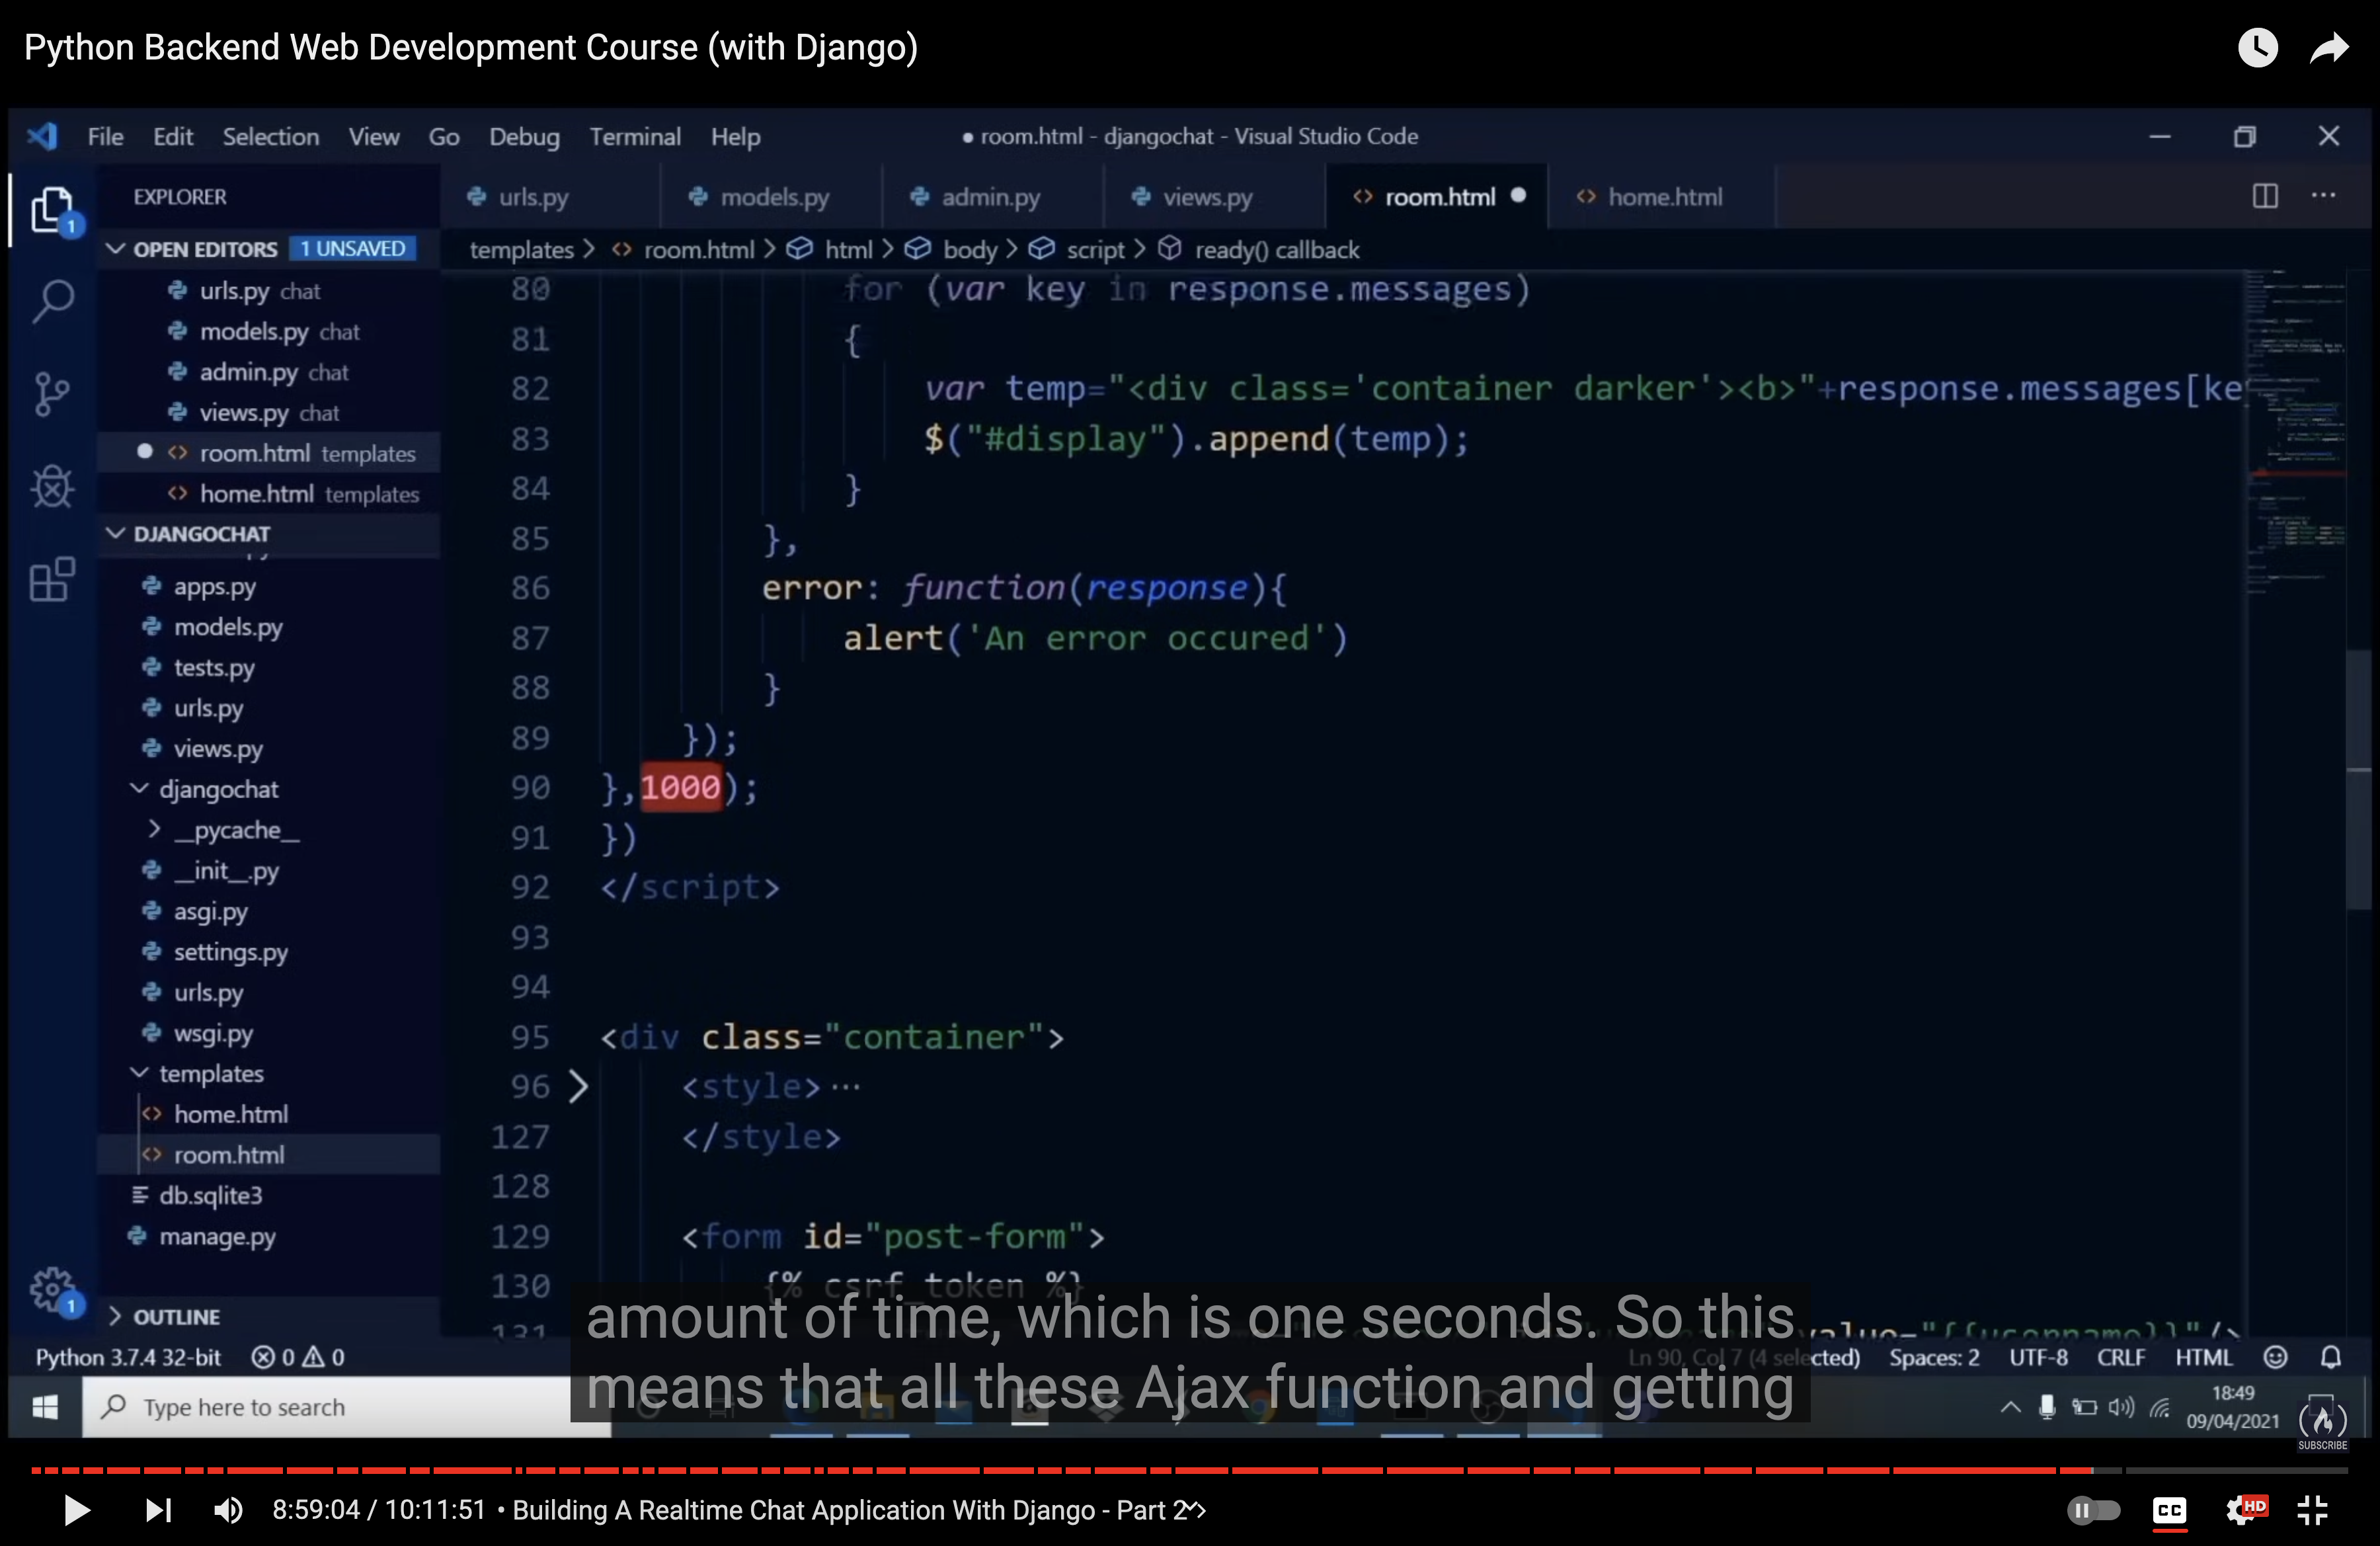 Python Backend Web Development Course (with Django)
File Edit Selection View Go Debug Terminal Help
● room.html - djangochat - Visual Studio Code
EXPLORER
OPEN EDITORS 1 UNSAVED
urls.py chat
models.py chat
admin.py chat
views.py chat
room.html templates
home.html templates
DJANGOCHAT
apps.py
models.py
tests.py
urls.py
views.py
djangochat
__pycache__
__init__.py
asgi.py
settings.py
urls.py
wsgi.py
templates
home.html
room.html
db.sqlite3
manage.py
OUTLINE
urls.py models.py admin.py views.py room.html home.html
templates > room.html > html > body > script > ready() callback
80 for (var key in response.messages)
81 {
82 var temp="<div class='container darker'><b>"+response.messages[ke
83 $("#display").append(temp);
84 }
85 },
86 error: function(response){
87 alert('An error occured')
88 }
89 });
90 },1000);
91 })
92 </script>
93
94
95 <div class="container">
96 <style>...
127 </style>
128
129 <form id="post-form">
130 {% csrf_token %}
131 value="{{username}}"/>
amount of time, which is one seconds. So this
means that all these Ajax function and getting
Python 3.7.4 32-bit 0 0
Ln 90, Col 7 (4 selected) Spaces: 2 UTF-8 CRLF HTML
Type here to search
18:49
09/04/2021
SUBSCRIBE
8:59:04 / 10:11:51 • Building A Realtime Chat Application With Django - Part 2
CC
HD